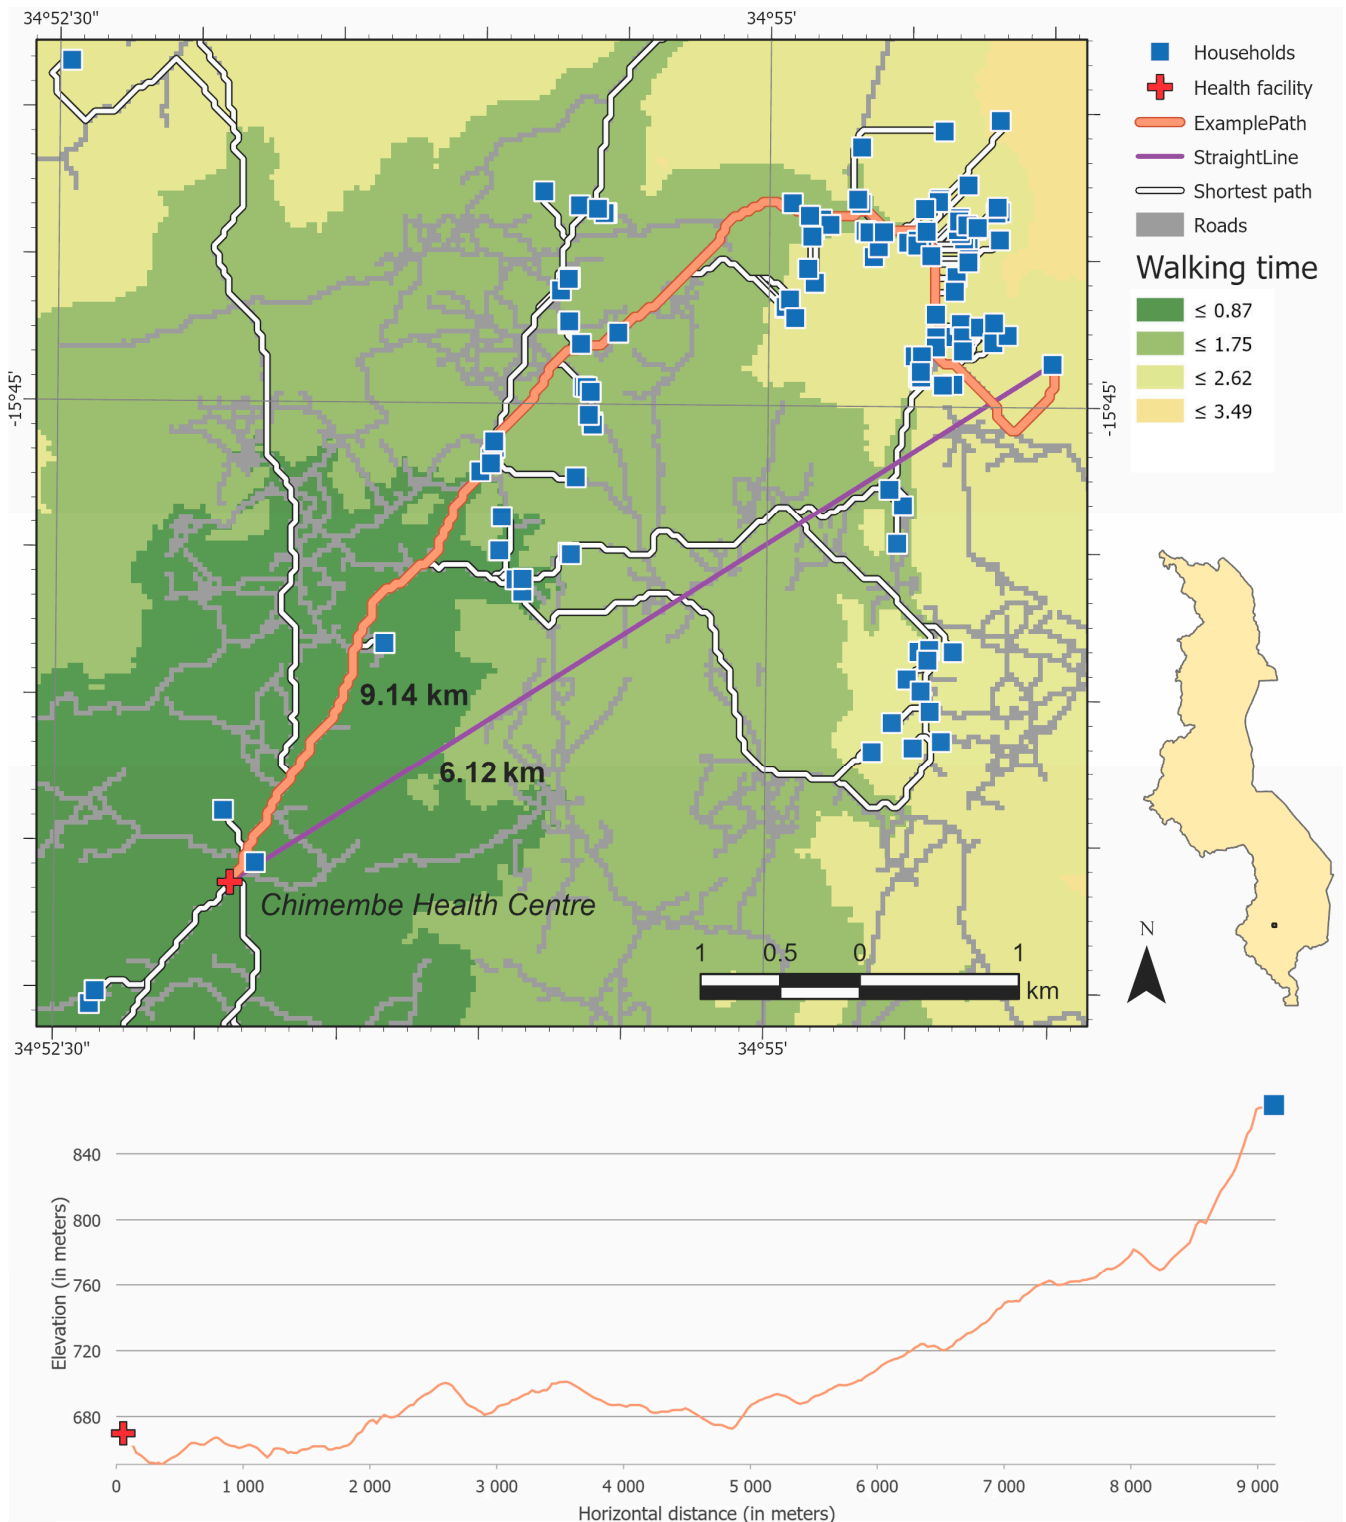 34°52'30" 34°55'
Households
Health facility
ExamplePath
StraightLine
Shortest path
Roads
Walking time
≤ 0.87
≤ 1.75
≤ 2.62
≤ 3.49
-15°45' -15°45'
9.14 km
6.12 km
Chimembe Health Centre
1 0.5 0 1
km
N
34°52'30" 34°55'
840
800
760
720
680
Elevation (in meters)
0 1 000 2 000 3 000 4 000 5 000 6 000 7 000 8 000 9 000
Horizontal distance (in meters)